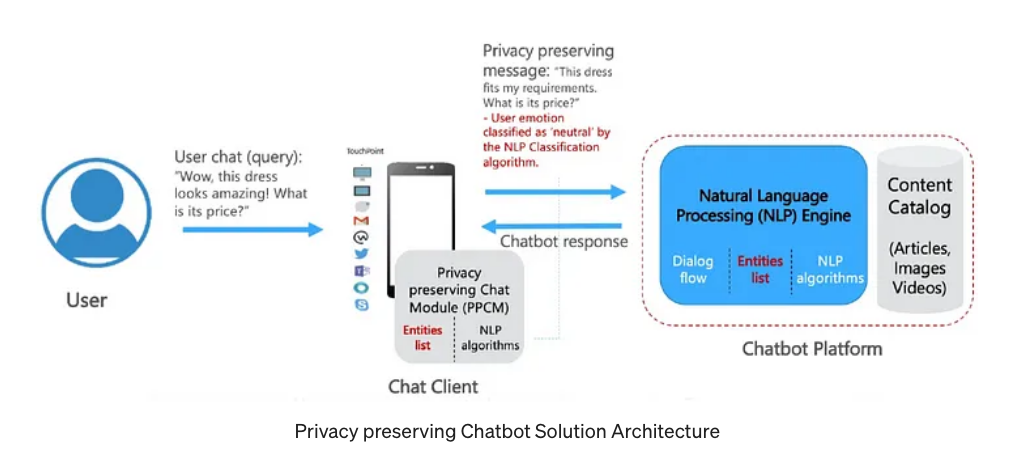 User chat (query):
“Wow, this dress
looks amazing! What
is its price?”
User
TouchPoint
Privacy preserving
message: “This dress
fits my requirements.
What is its price?”
- User emotion
classified as ‘neutral’ by
the NLP Classification
algorithm.
Chatbot response
Privacy
preserving Chat
Module (PPCM)
Entities
list
NLP
algorithms
Chat Client
Natural Language
Processing (NLP) Engine
Dialog
flow
Entities
list
NLP
algorithms
Content
Catalog
(Articles,
Images
Videos)
Chatbot Platform
Privacy preserving Chatbot Solution Architecture